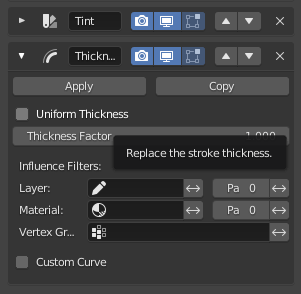 Tint
Thickn...
Apply Copy
Uniform Thickness
Thickness Factor 1.000
Replace the stroke thickness.
Influence Filters:
Layer: Pa 0
Material: Pa 0
Vertex Gr...
Custom Curve